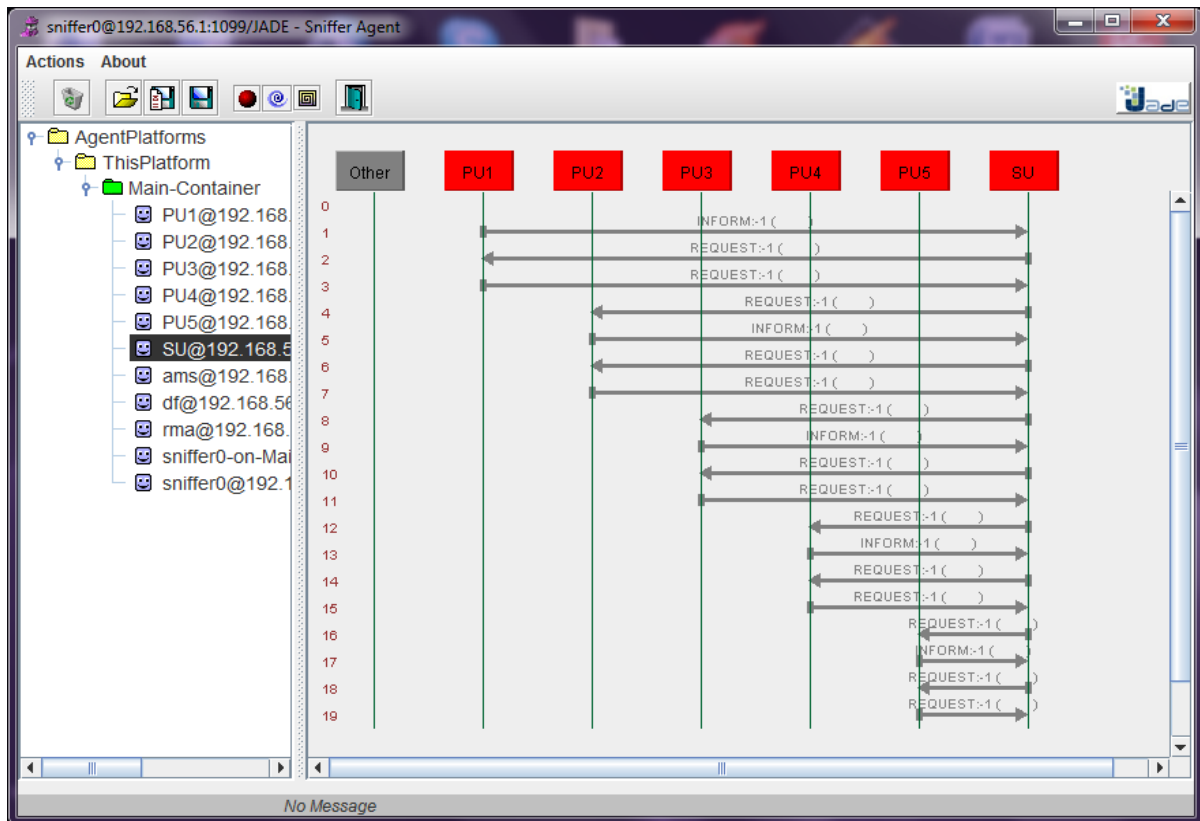 sniffer0@192.168.56.1:1099/JADE - Sniffer Agent
Actions About
Jade
AgentPlatforms
ThisPlatform
Main-Container
PU1@192.168.
PU2@192.168.
PU3@192.168.
PU4@192.168.
PU5@192.168.
SU@192.168.5
ams@192.168.
df@192.168.56
rma@192.168.
sniffer0-on-Mai
sniffer0@192.1
Other PU1 PU2 PU3 PU4 PU5 SU
0
INFORM:-1 ( )
1
REQUEST:-1 ( )
2
REQUEST:-1 ( )
3
REQUEST:-1 ( )
4
INFORM:-1 ( )
5
REQUEST:-1 ( )
6
REQUEST:-1 ( )
7
REQUEST:-1 ( )
8
INFORM:-1 ( )
9
REQUEST:-1 ( )
10
REQUEST:-1 ( )
11
REQUEST:-1 ( )
12
INFORM:-1 ( )
13
REQUEST:-1 ( )
14
REQUEST:-1 ( )
15
REQUEST:-1 ( )
16
INFORM:-1 ( )
17
REQUEST:-1 ( )
18
REQUEST:-1 ( )
19
No Message